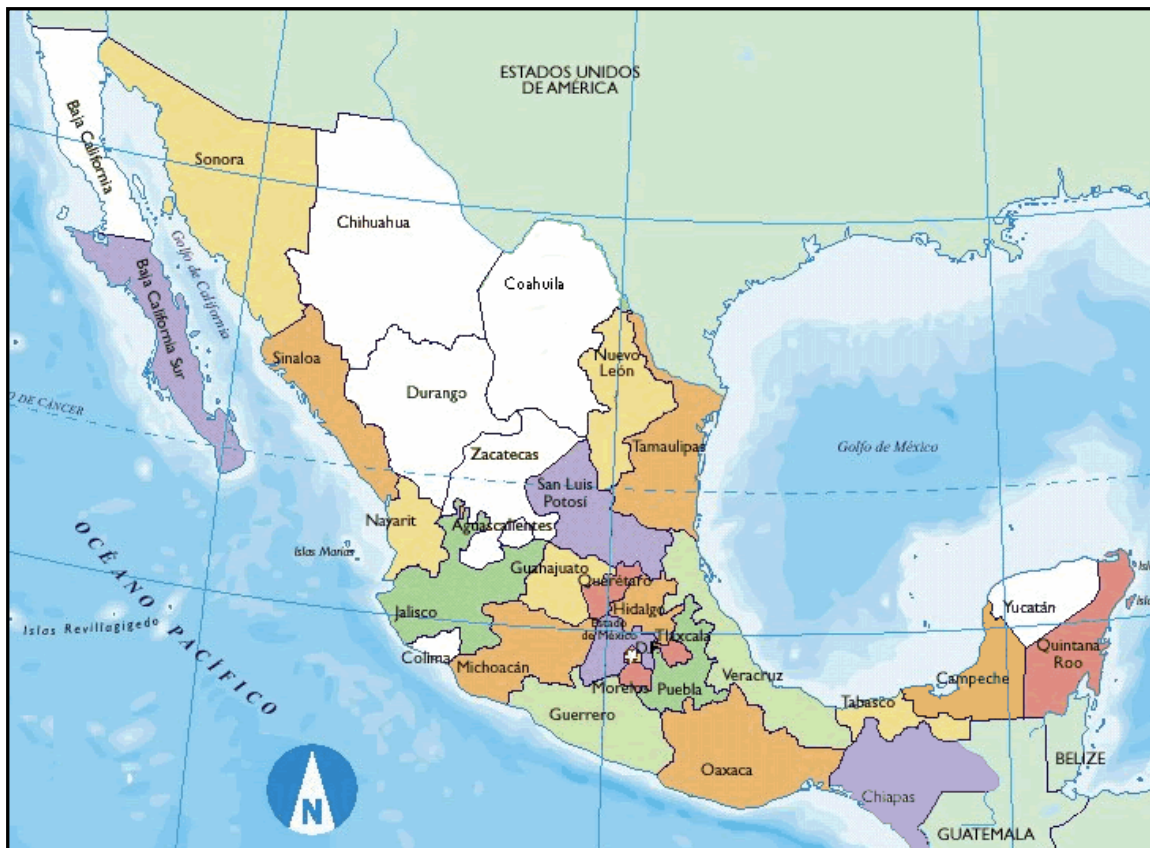 ESTADOS UNIDOS
DE AMÉRICA
Baja California
Sonora
Chihuahua
Golfo de California
Coahuila
Baja California Sur
Sinaloa
Nuevo
León
Durango
O DE CÁNCER
Tamaulipas
Golfo de México
Zacatecas
San Luis
Potosí
Nayarit
Aguascalientes
Islas Marías
Guahajuato
Querétaro
Hidalgo
Jalisco
Yucatán
Islas Revillagigedo
Estado
de México
Tlaxcala
D.F.
Quintana
Roo
Colima
Michoacán
Campeche
Veracruz
Morelos
Puebla
Tabasco
Guerrero
OCÉANO PACÍFICO
Oaxaca
BELIZE
Chiapas
N
GUATEMALA